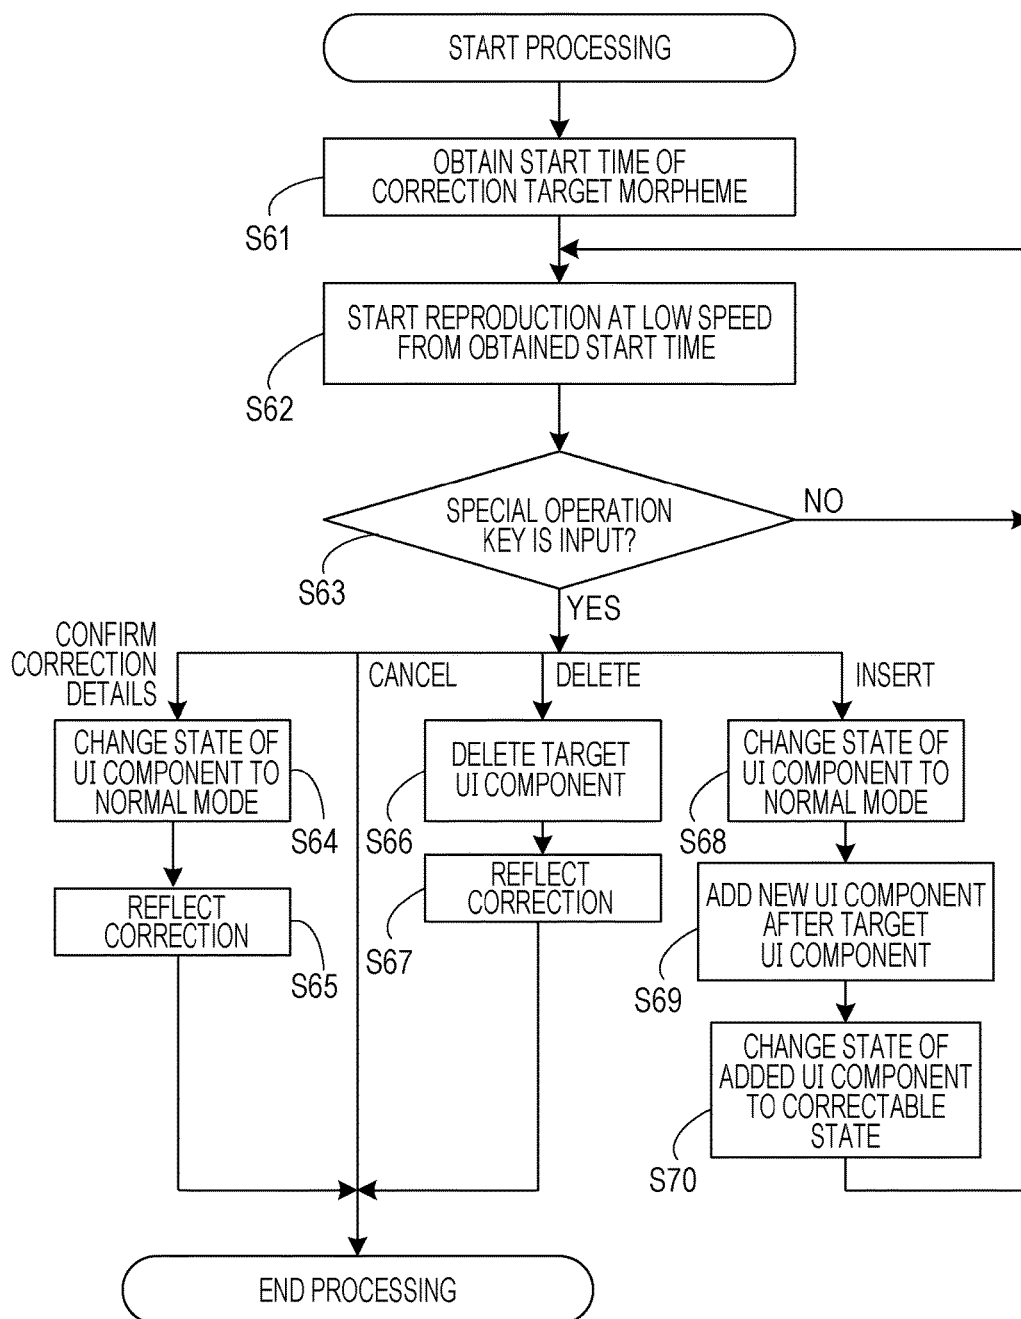 START PROCESSING
OBTAIN START TIME OF
CORRECTION TARGET MORPHEME
S61
START REPRODUCTION AT LOW SPEED
FROM OBTAINED START TIME
S62
SPECIAL OPERATION
KEY IS INPUT?
NO
S63
YES
CONFIRM
CORRECTION
DETAILS
CANCEL
DELETE
INSERT
CHANGE STATE OF
UI COMPONENT TO
NORMAL MODE
S64
DELETE TARGET
UI COMPONENT
S66
CHANGE STATE OF
UI COMPONENT TO
NORMAL MODE
S68
REFLECT
CORRECTION
S65
REFLECT
CORRECTION
S67
ADD NEW UI COMPONENT
AFTER TARGET
UI COMPONENT
S69
CHANGE STATE OF
ADDED UI COMPONENT
TO CORRECTABLE
STATE
S70
END PROCESSING